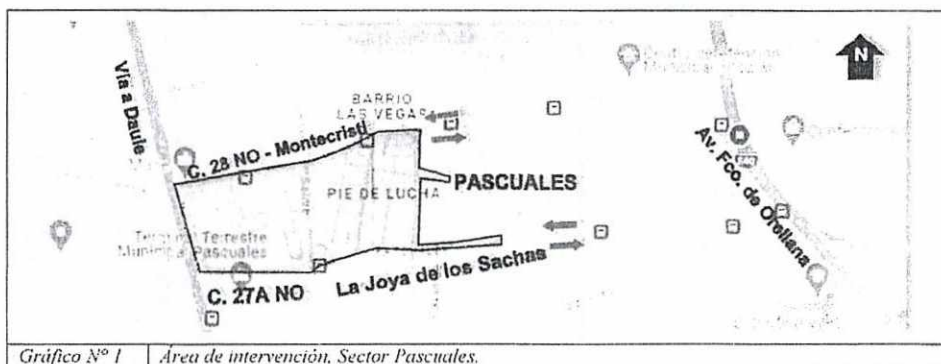 N
Vía a Daule
BARRIO
LAS VEGAS
C. 28 NO - Montecristi
PASCUALES
PIE DE LUCHA
Av. Fco. de Orellana
Terminal Terrestre
Municipal Pascuales
La Joya de los Sachas
C. 27A NO
Gráfico N° 1 Área de intervención, Sector Pascuales.